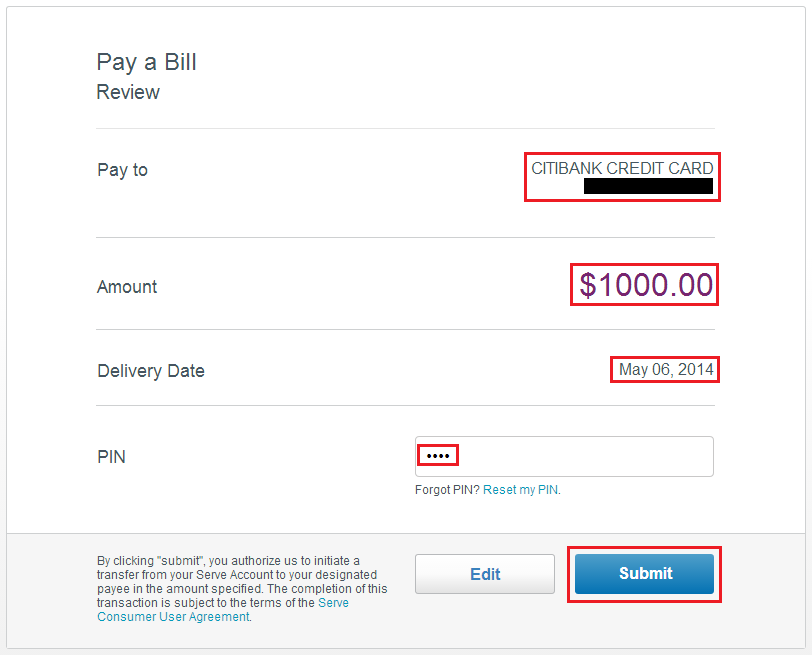 Pay a Bill
Review
Pay to
CITIBANK CREDIT CARD
Amount
$1000.00
Delivery Date
May 06, 2014
PIN
••••
Forgot PIN? Reset my PIN.
By clicking "submit", you authorize us to initiate a
transfer from your Serve Account to your designated
payee in the amount specified. The completion of this
transaction is subject to the terms of the Serve
Consumer User Agreement.
Edit
Submit